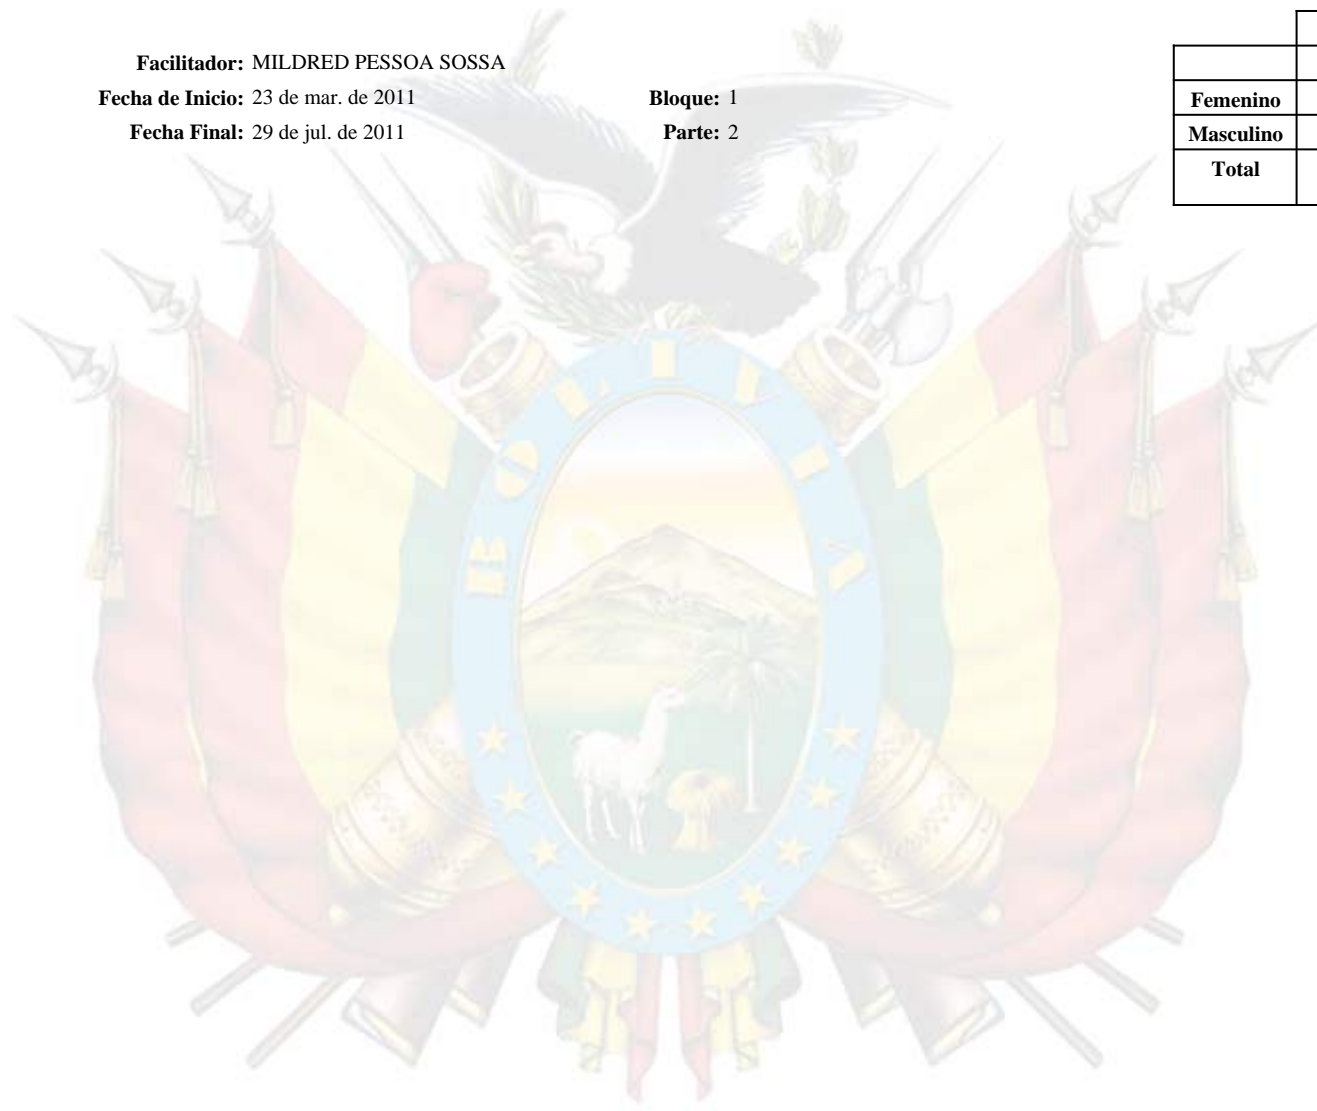 Facilitador: MILDRED PESSOA SOSSA
Fecha de Inicio: 23 de mar. de 2011 Bloque: 1
Fecha Final: 29 de jul. de 2011 Parte: 2
Femenino
Masculino
Total
BOLIVIA